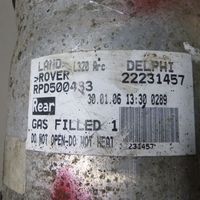 LAND L320 Arc DELPHI
>ROVER 22231457
RPD500433
Rear 30.01.06 13:30 0289
GAS FILLED 1
DO NOT OPEN-DO NOT HEAT
22231457